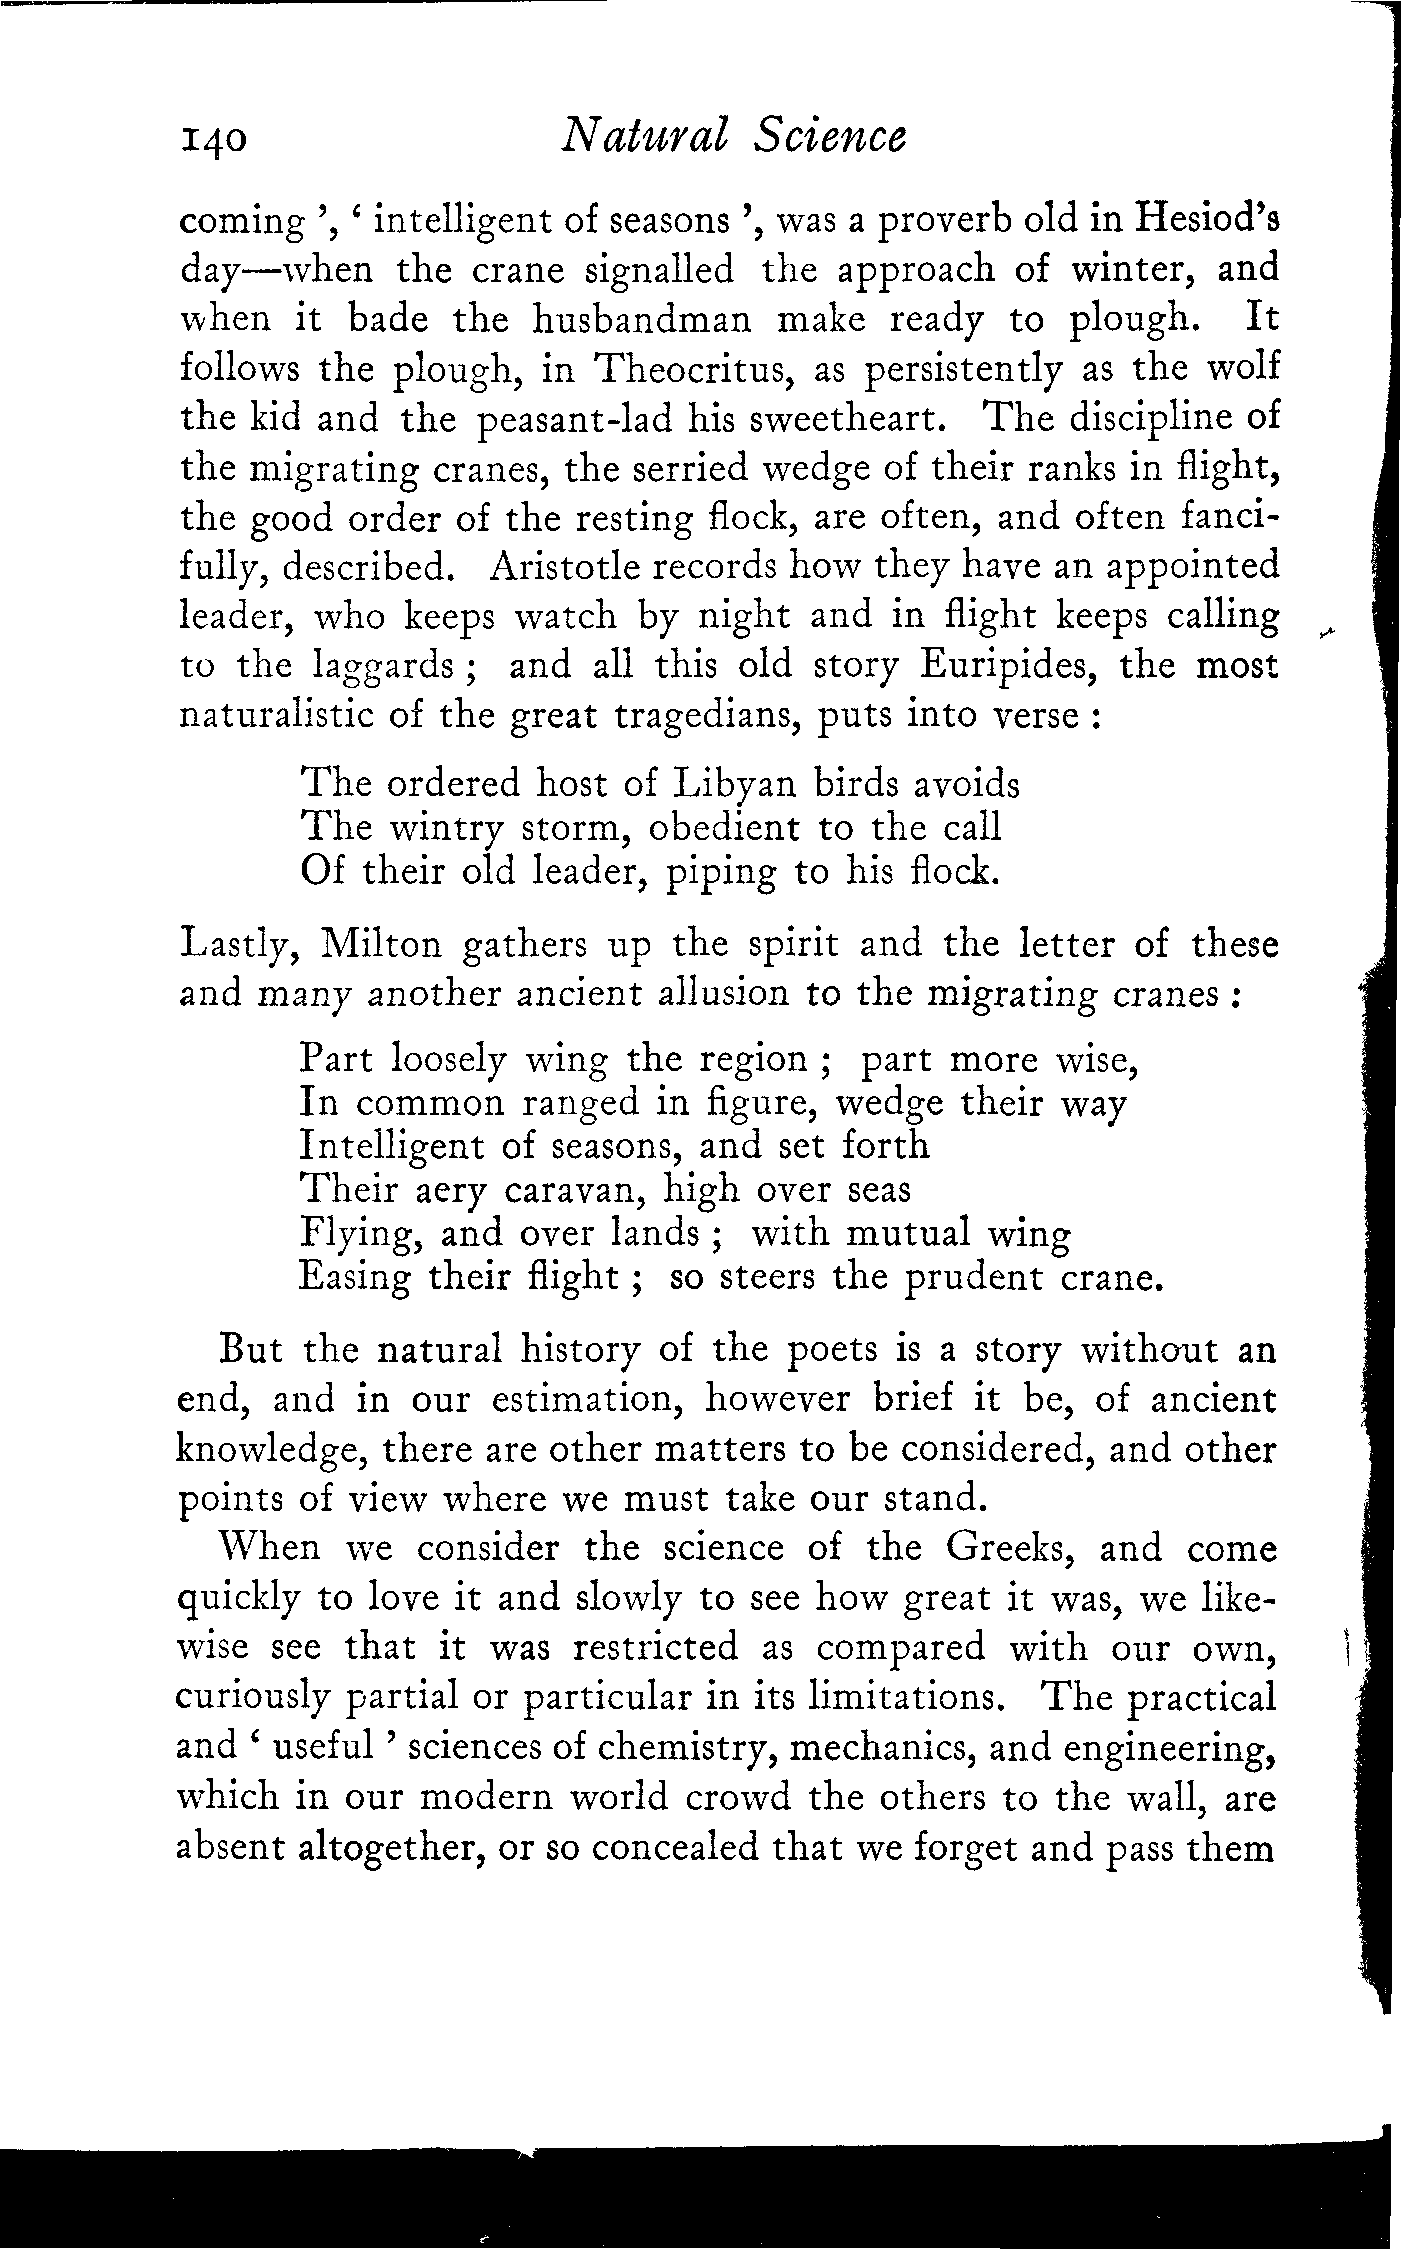 140 Natural Science
coming ', ' intelligent of seasons ', was a proverb old in Hesiod's
day—when the crane signalled the approach of winter, and
when it bade the husbandman make ready to plough. It
follows the plough, in Theocritus, as persistently as the wolf
the kid and the peasant-lad his sweetheart. The discipline of
the migrating cranes, the serried wedge of their ranks in flight,
the good order of the resting flock, are often, and often fanci-
fully, described. Aristotle records how they have an appointed
leader, who keeps watch by night and in flight keeps calling
to the laggards ; and all this old story Euripides, the most
naturalistic of the great tragedians, puts into verse :
The ordered host of Libyan birds avoids
The wintry storm, obedient to the call
Of their old leader, piping to his flock.
Lastly, Milton gathers up the spirit and the letter of these
and many another ancient allusion to the migrating cranes :
Part loosely wing the region ; part more wise,
In common ranged in figure, wedge their way
Intelligent of seasons, and set forth
Their aery caravan, high over seas
Flying, and over lands ; with mutual wing
Easing their flight ; so steers the prudent crane.
But the natural history of the poets is a story without an
end, and in our estimation, however brief it be, of ancient
knowledge, there are other matters to be considered, and other
points of view where we must take our stand.
When we consider the science of the Greeks, and come
quickly to love it and slowly to see how great it was, we like-
wise see that it was restricted as compared with our own,
curiously partial or particular in its limitations. The practical
and ' useful ' sciences of chemistry, mechanics, and engineering,
which in our modern world crowd the others to the wall, are
absent altogether, or so concealed that we forget and pass them